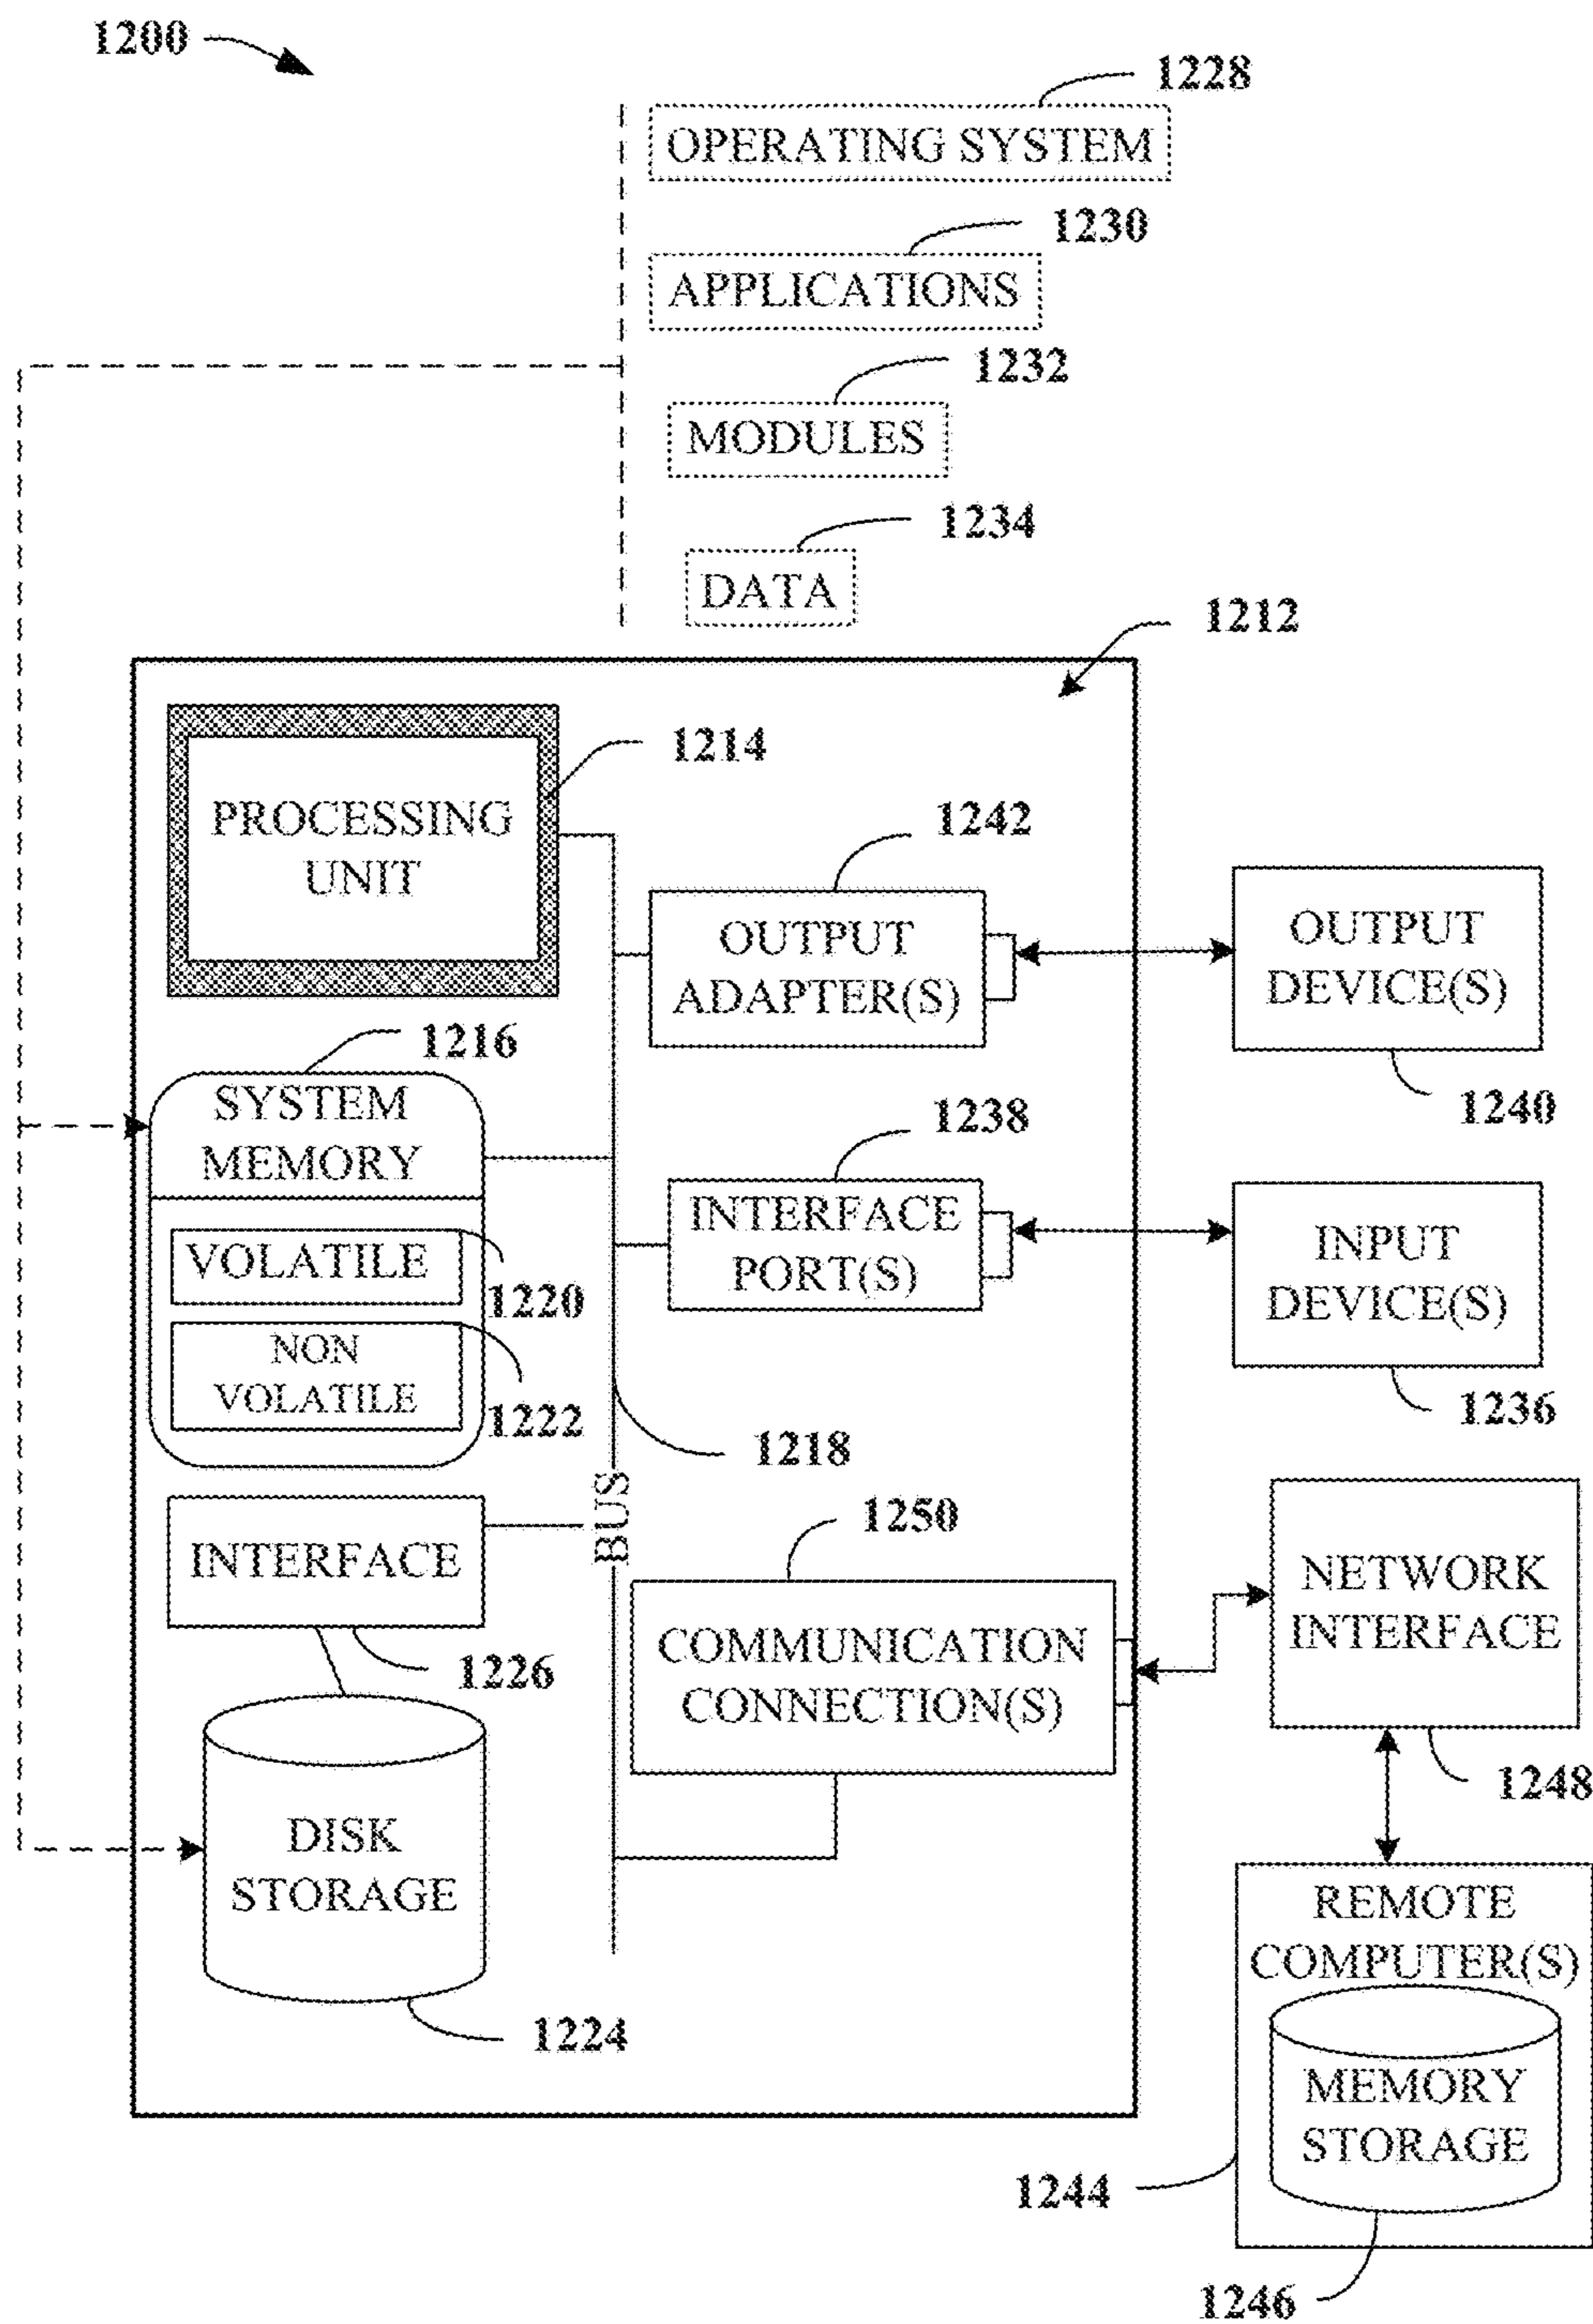 1200
1228
OPERATING SYSTEM
1230
APPLICATIONS
1232
MODULES
1234
DATA
1212
PROCESSING
UNIT
1214
1242
OUTPUT
ADAPTER(S)
OUTPUT
DEVICE(S)
1240
1216
SYSTEM
MEMORY
VOLATILE
1220
NON
VOLATILE
1222
1238
INTERFACE
PORT(S)
INPUT
DEVICE(S)
1236
1218
BUS
INTERFACE
1226
1250
COMMUNICATION
CONNECTION(S)
NETWORK
INTERFACE
1248
DISK
STORAGE
1224
REMOTE
COMPUTER(S)
MEMORY
STORAGE
1244
1246